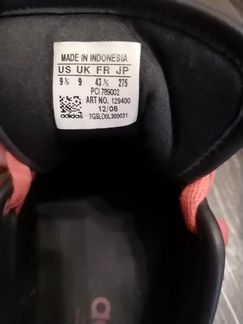 MADE IN INDONESIA
US UK FR JP
9½ 9 43⅓ 275
PCI 789002
ART NO. 129400
12/08
adidas